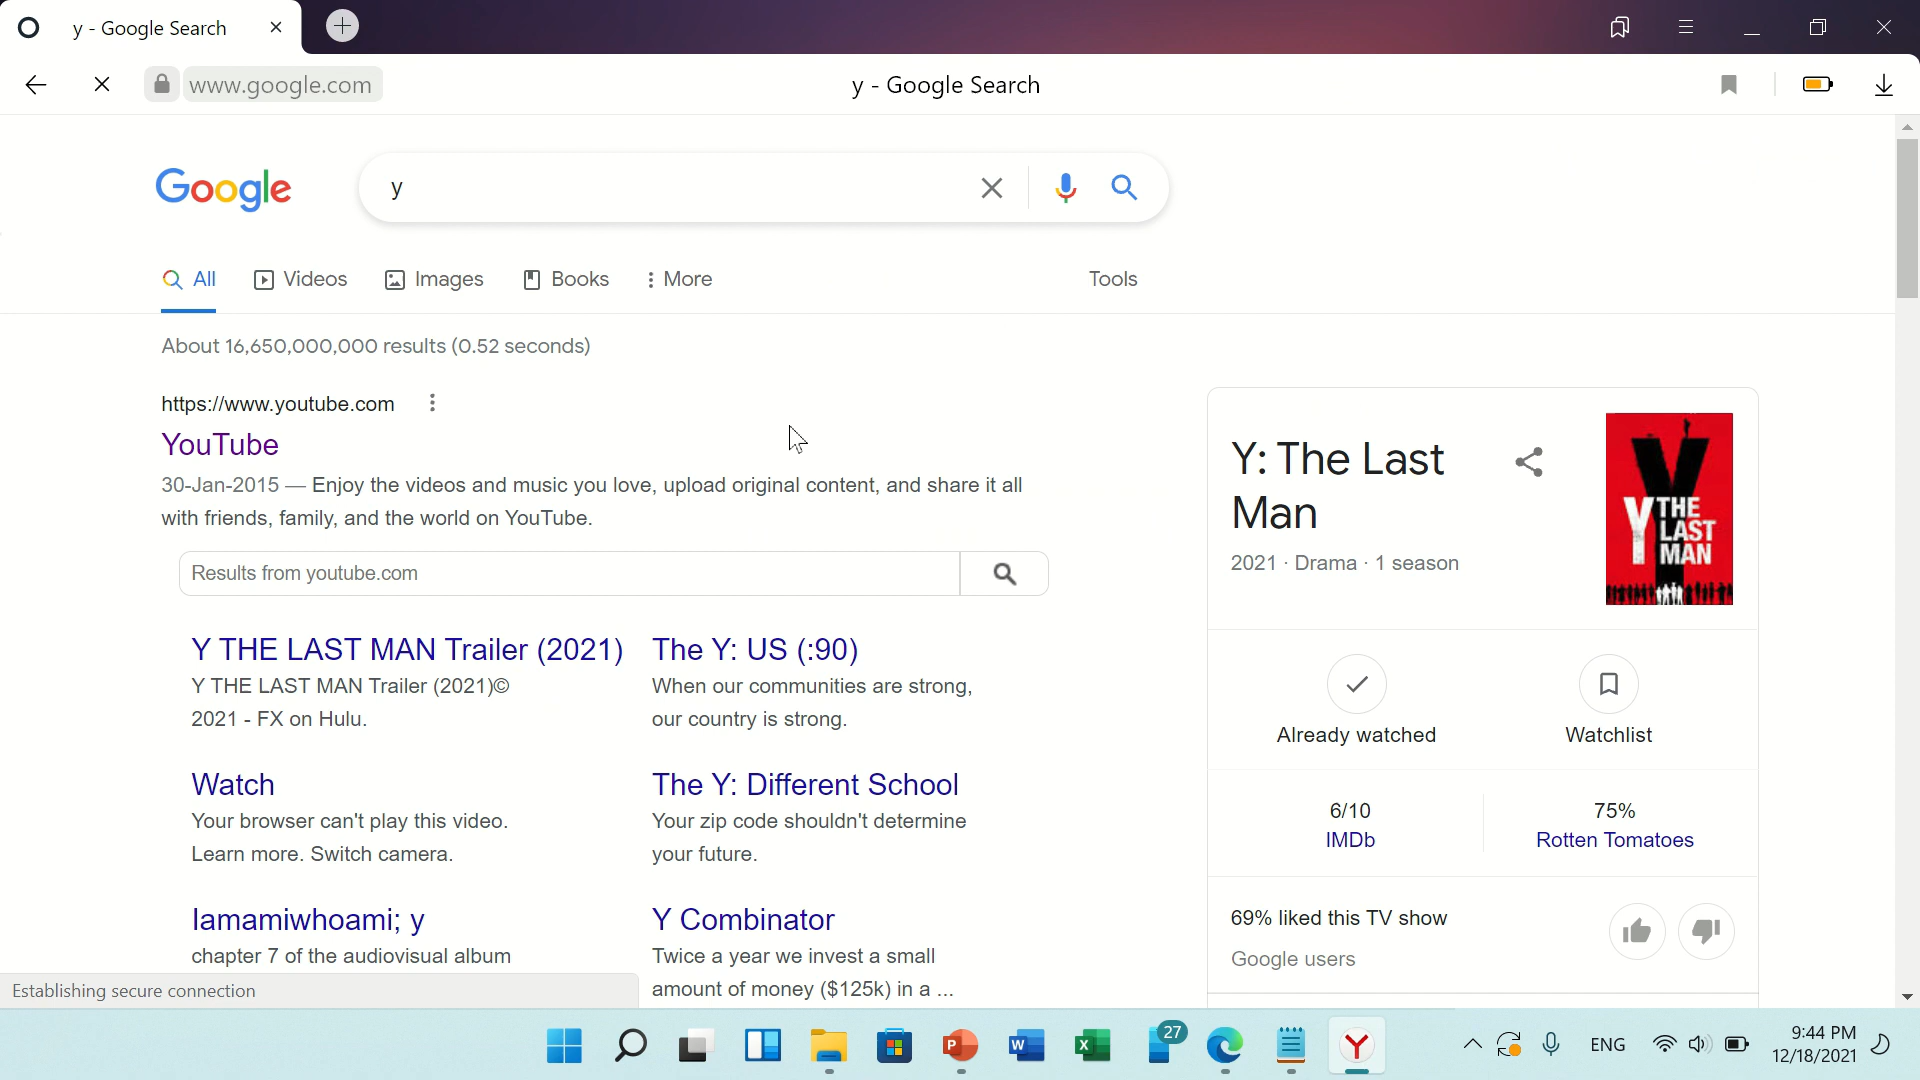 y - Google Search
www.google.com
y - Google Search
Google
y
All
Videos
Images
Books
More
Tools
About 16,650,000,000 results (0.52 seconds)
https://www.youtube.com
YouTube
30-Jan-2015 — Enjoy the videos and music you love, upload original content, and share it all
with friends, family, and the world on YouTube.
Results from youtube.com
Y THE LAST MAN Trailer (2021)
Y THE LAST MAN Trailer (2021)©
2021 - FX on Hulu.
The Y: US (:90)
When our communities are strong,
our country is strong.
Watch
Your browser can't play this video.
Learn more. Switch camera.
The Y: Different School
Your zip code shouldn't determine
your future.
Iamamiwhoami; y
chapter 7 of the audiovisual album
Y Combinator
Twice a year we invest a small
amount of money ($125k) in a ...
Y: The Last
Man
2021 · Drama · 1 season
Y THE
LAST
MAN
Already watched
Watchlist
6/10
IMDb
75%
Rotten Tomatoes
69% liked this TV show
Google users
Establishing secure connection
P
W
X
27
Y
ENG
9:44 PM
12/18/2021